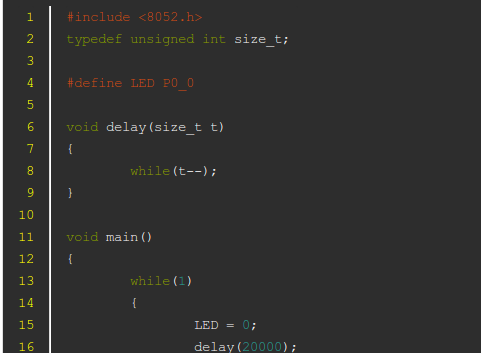 1 #include <8052.h>
2 typedef unsigned int size_t;
3
4 #define LED P0_0
5
6 void delay(size_t t)
7 {
8 while(t--);
9 }
10
11 void main()
12 {
13 while(1)
14 {
15 LED = 0;
16 delay(20000);